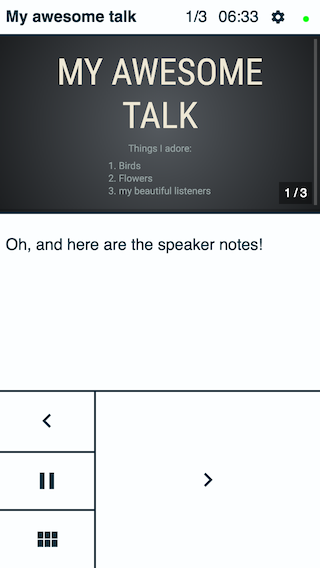 My awesome talk 1/3 06:33
MY AWESOME
TALK
Things I adore:
1. Birds
2. Flowers
3. my beautiful listeners
1/3
Oh, and here are the speaker notes!